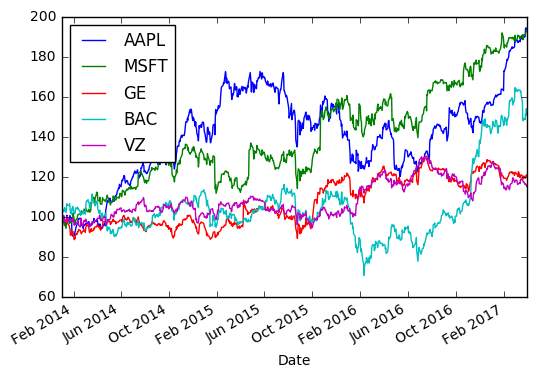 200
180
160
140
120
100
80
60
AAPL
MSFT
GE
BAC
VZ
Feb 2014
Jun 2014
Oct 2014
Feb 2015
Jun 2015
Oct 2015
Feb 2016
Jun 2016
Oct 2016
Feb 2017
Date